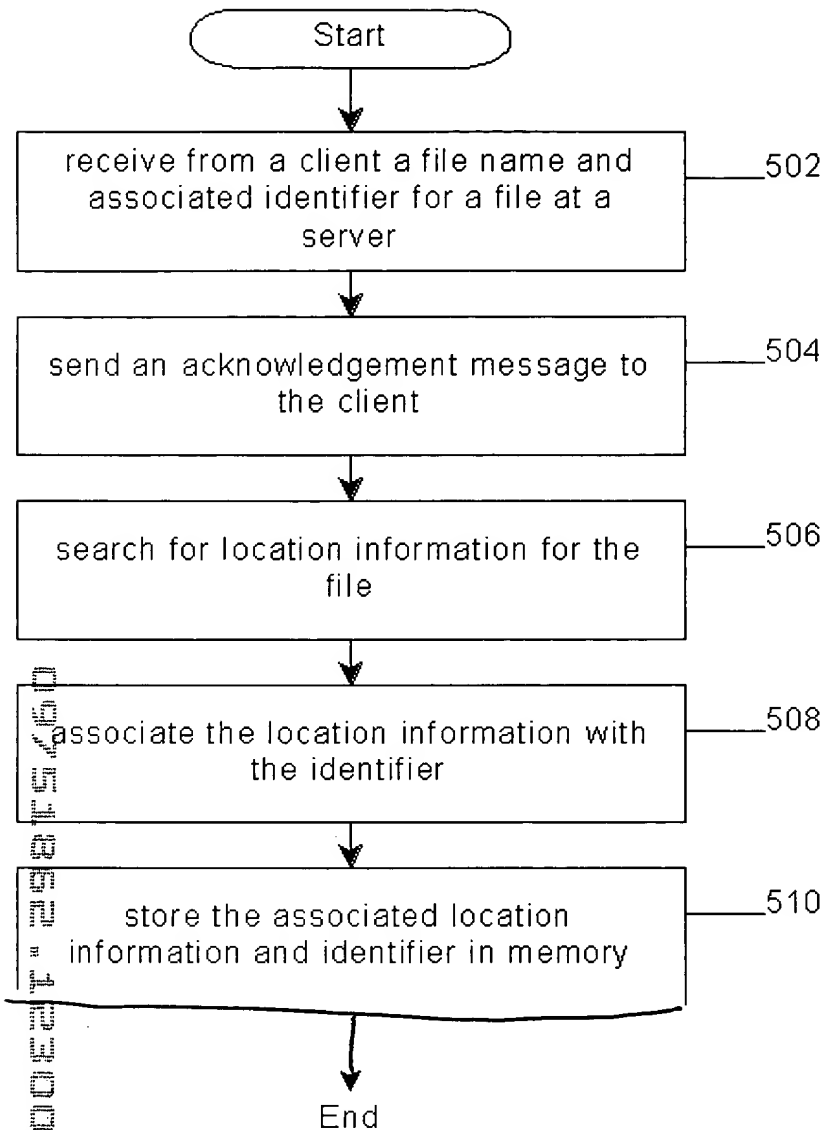 Start
receive from a client a file name and
associated identifier for a file at a
server
502
send an acknowledgement message to
the client
504
search for location information for the
file
506
associate the location information with
the identifier
508
store the associated location
information and identifier in memory
510
End